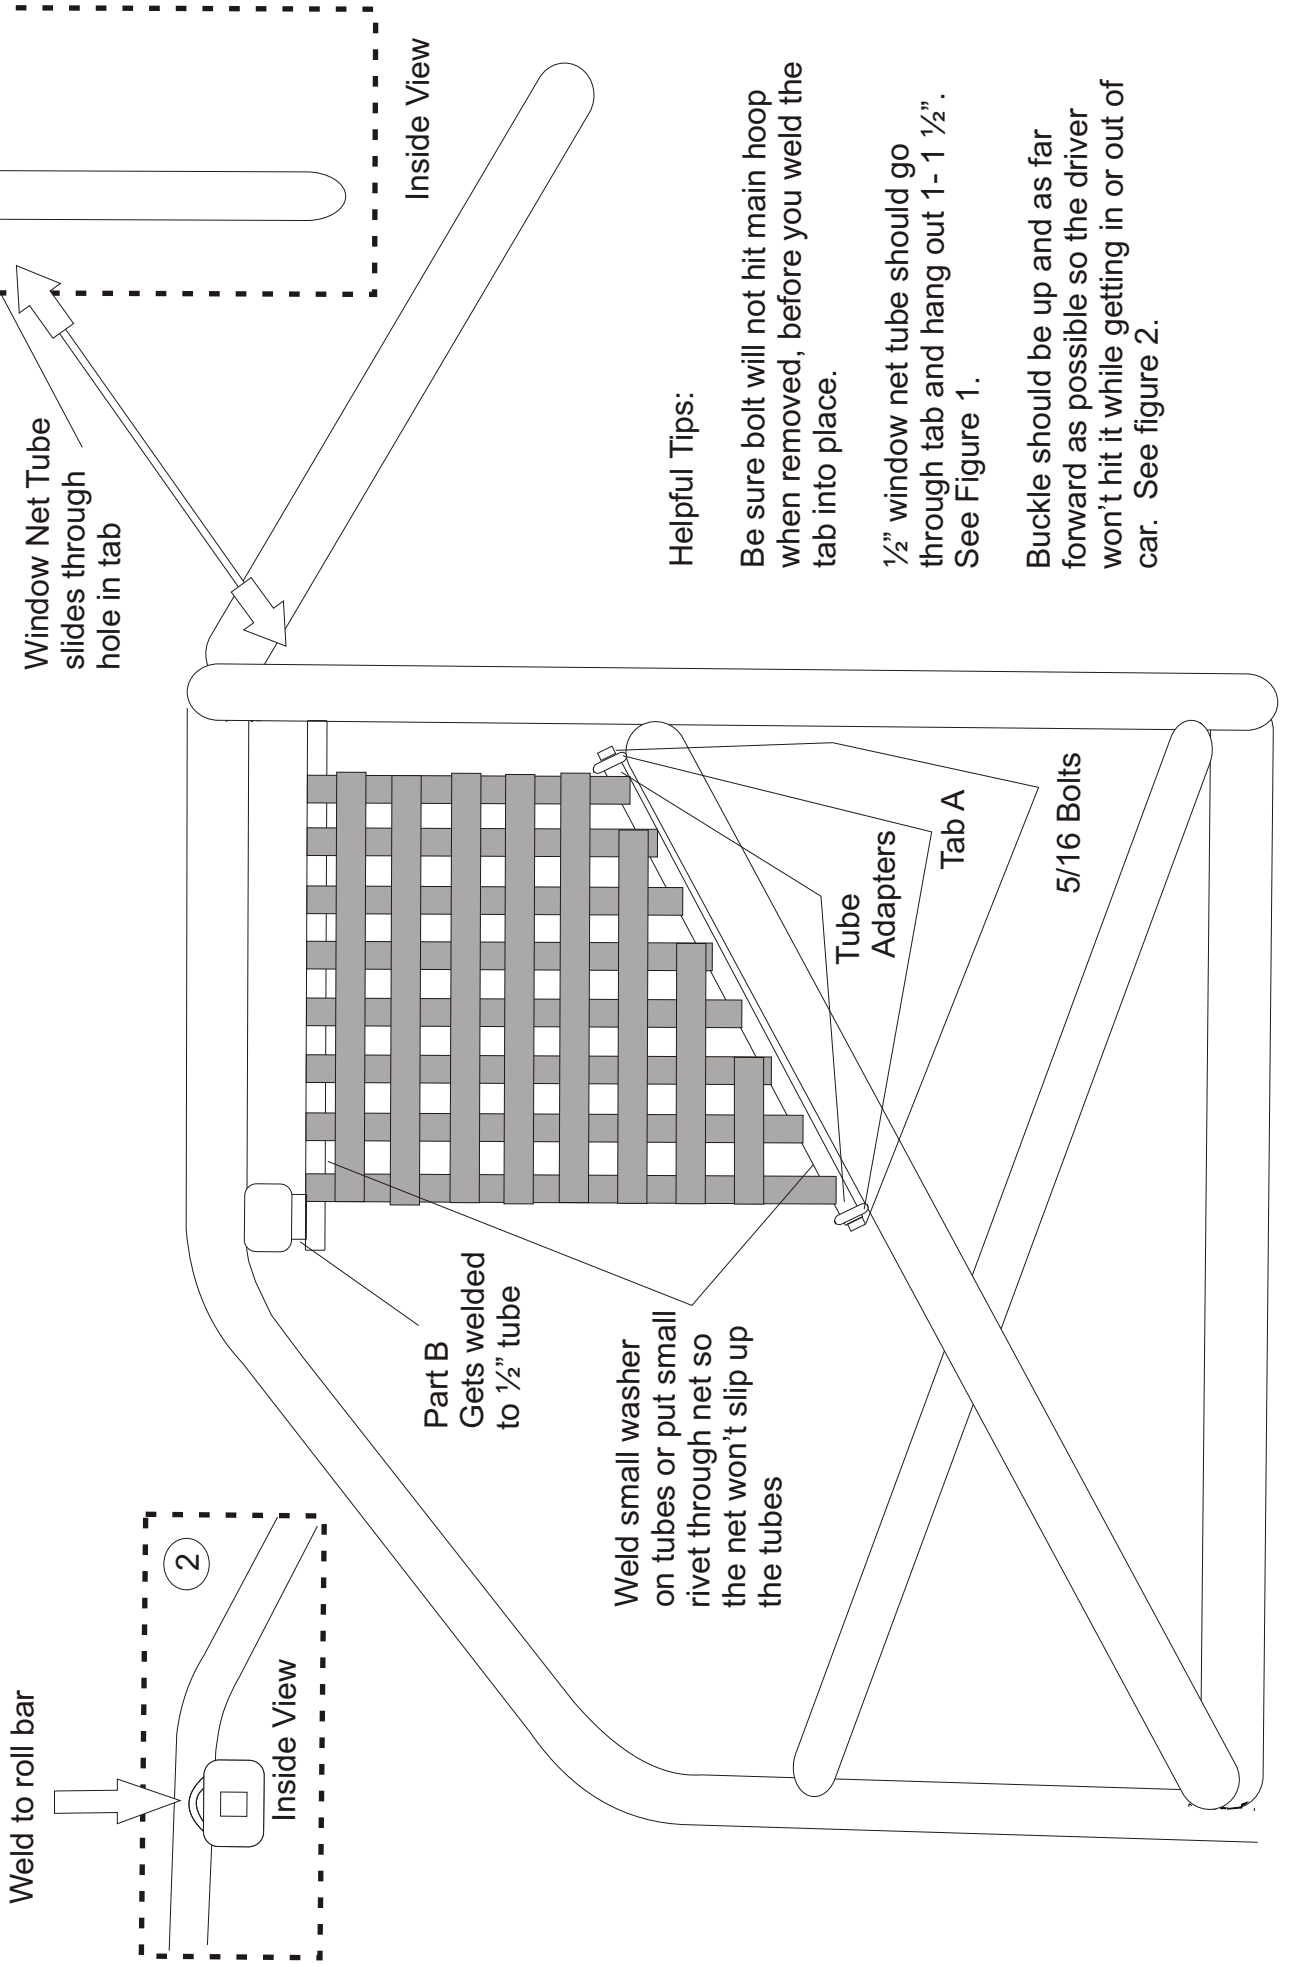 Weld to roll bar
2
Inside View
Window Net Tube
slides through
hole in tab
Inside View
Part B
Gets welded
to ½” tube
Weld small washer
on tubes or put small
rivet through net so
the net won’t slip up
the tubes
Tube
Adapters
Tab A
5/16 Bolts
Helpful Tips:
Be sure bolt will not hit main hoop
when removed, before you weld the
tab into place.
½” window net tube should go
through tab and hang out 1- 1 ½”.
See Figure 1.
Buckle should be up and as far
forward as possible so the driver
won’t hit it while getting in or out of
car. See figure 2.